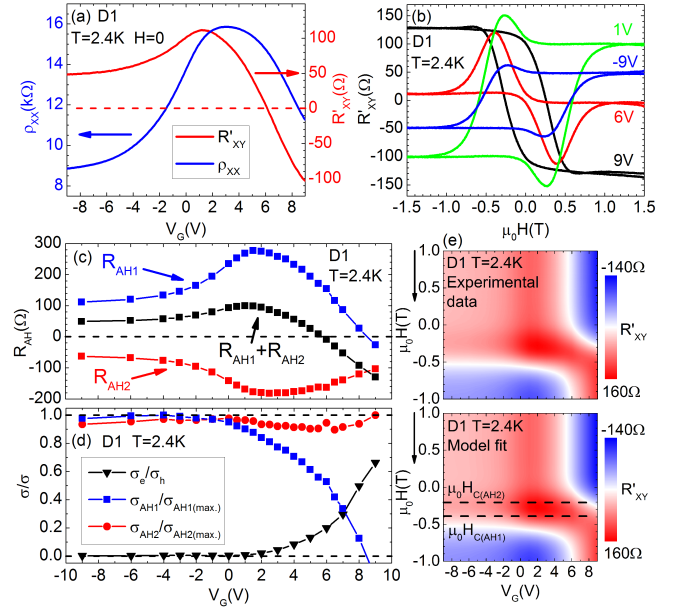 (a) D1
T=2.4K H=0
ρXX(kΩ)
16
14
12
10
8
100
50
0
-50
-100
R'XY(Ω)
R'XY
ρXX
-8 -6 -4 -2 0 2 4 6 8
VG(V)
(b)
D1
T=2.4K
1V
-9V
6V
9V
R'XY(Ω)
150
100
50
0
-50
-100
-150
-1.5 -1.0 -0.5 0.0 0.5 1.0 1.5
μ0H(T)
(c)
D1
T=2.4K
RAH1
RAH1+RAH2
RAH2
RAH(Ω)
300
200
100
0
-100
-200
(d) D1 T=2.4K
σe/σh
σAH1/σAH1(max.)
σAH2/σAH2(max.)
σ/σ
1.0
0.8
0.6
0.4
0.2
0.0
-10 -8 -6 -4 -2 0 2 4 6 8 10
VG(V)
(e)
D1 T=2.4K
Experimental
data
μ0H(T)
1.0
0.5
0.0
-0.5
-1.0
-140Ω
R'XY
160Ω
D1 T=2.4K
Model fit
μ0HC(AH2)
μ0HC(AH1)
μ0H(T)
1.0
0.5
0.0
-0.5
-1.0
-140Ω
R'XY
160Ω
-8 -6 -4 -2 0 2 4 6 8
VG(V)